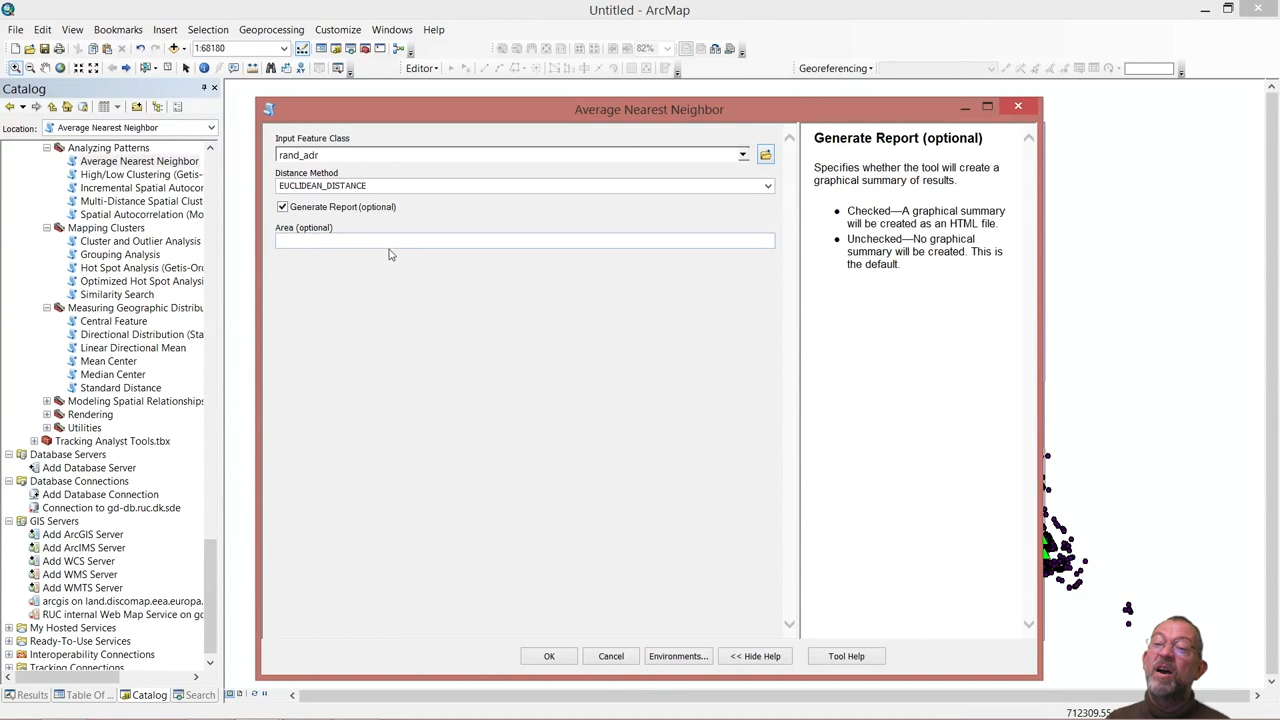 Untitled - ArcMap
File Edit View Bookmarks Insert Selection Geoprocessing Customize Windows Help
1:68180
82%
Editor
Georeferencing
Catalog
Location: Average Nearest Neighbor
Analyzing Patterns
Average Nearest Neighbor
High/Low Clustering (Getis-
Incremental Spatial Autocor
Multi-Distance Spatial Clust
Spatial Autocorrelation (Mo
Mapping Clusters
Cluster and Outlier Analysis
Grouping Analysis
Hot Spot Analysis (Getis-Or
Optimized Hot Spot Analysi
Similarity Search
Measuring Geographic Distribu
Central Feature
Directional Distribution (Sta
Linear Directional Mean
Mean Center
Median Center
Standard Distance
Modeling Spatial Relationships
Rendering
Utilities
Tracking Analyst Tools.tbx
Database Servers
Add Database Server
Database Connections
Add Database Connection
Connection to gd-db.ruc.dk.sde
GIS Servers
Add ArcGIS Server
Add ArcIMS Server
Add WCS Server
Add WMS Server
Add WMTS Server
arcgis on land.discomap.eea.europa.
RUC internal Web Map Service on gc
My Hosted Services
Ready-To-Use Services
Interoperability Connections
Tracking Connections
Results Table Of ... Catalog Search
Average Nearest Neighbor
Input Feature Class
rand_adr
Distance Method
EUCLIDEAN_DISTANCE
Generate Report (optional)
Area (optional)
OK Cancel Environments... << Hide Help Tool Help
Generate Report (optional)
Specifies whether the tool will create a
graphical summary of results.
• Checked—A graphical summary
will be created as an HTML file.
• Unchecked—No graphical
summary will be created. This is
the default.